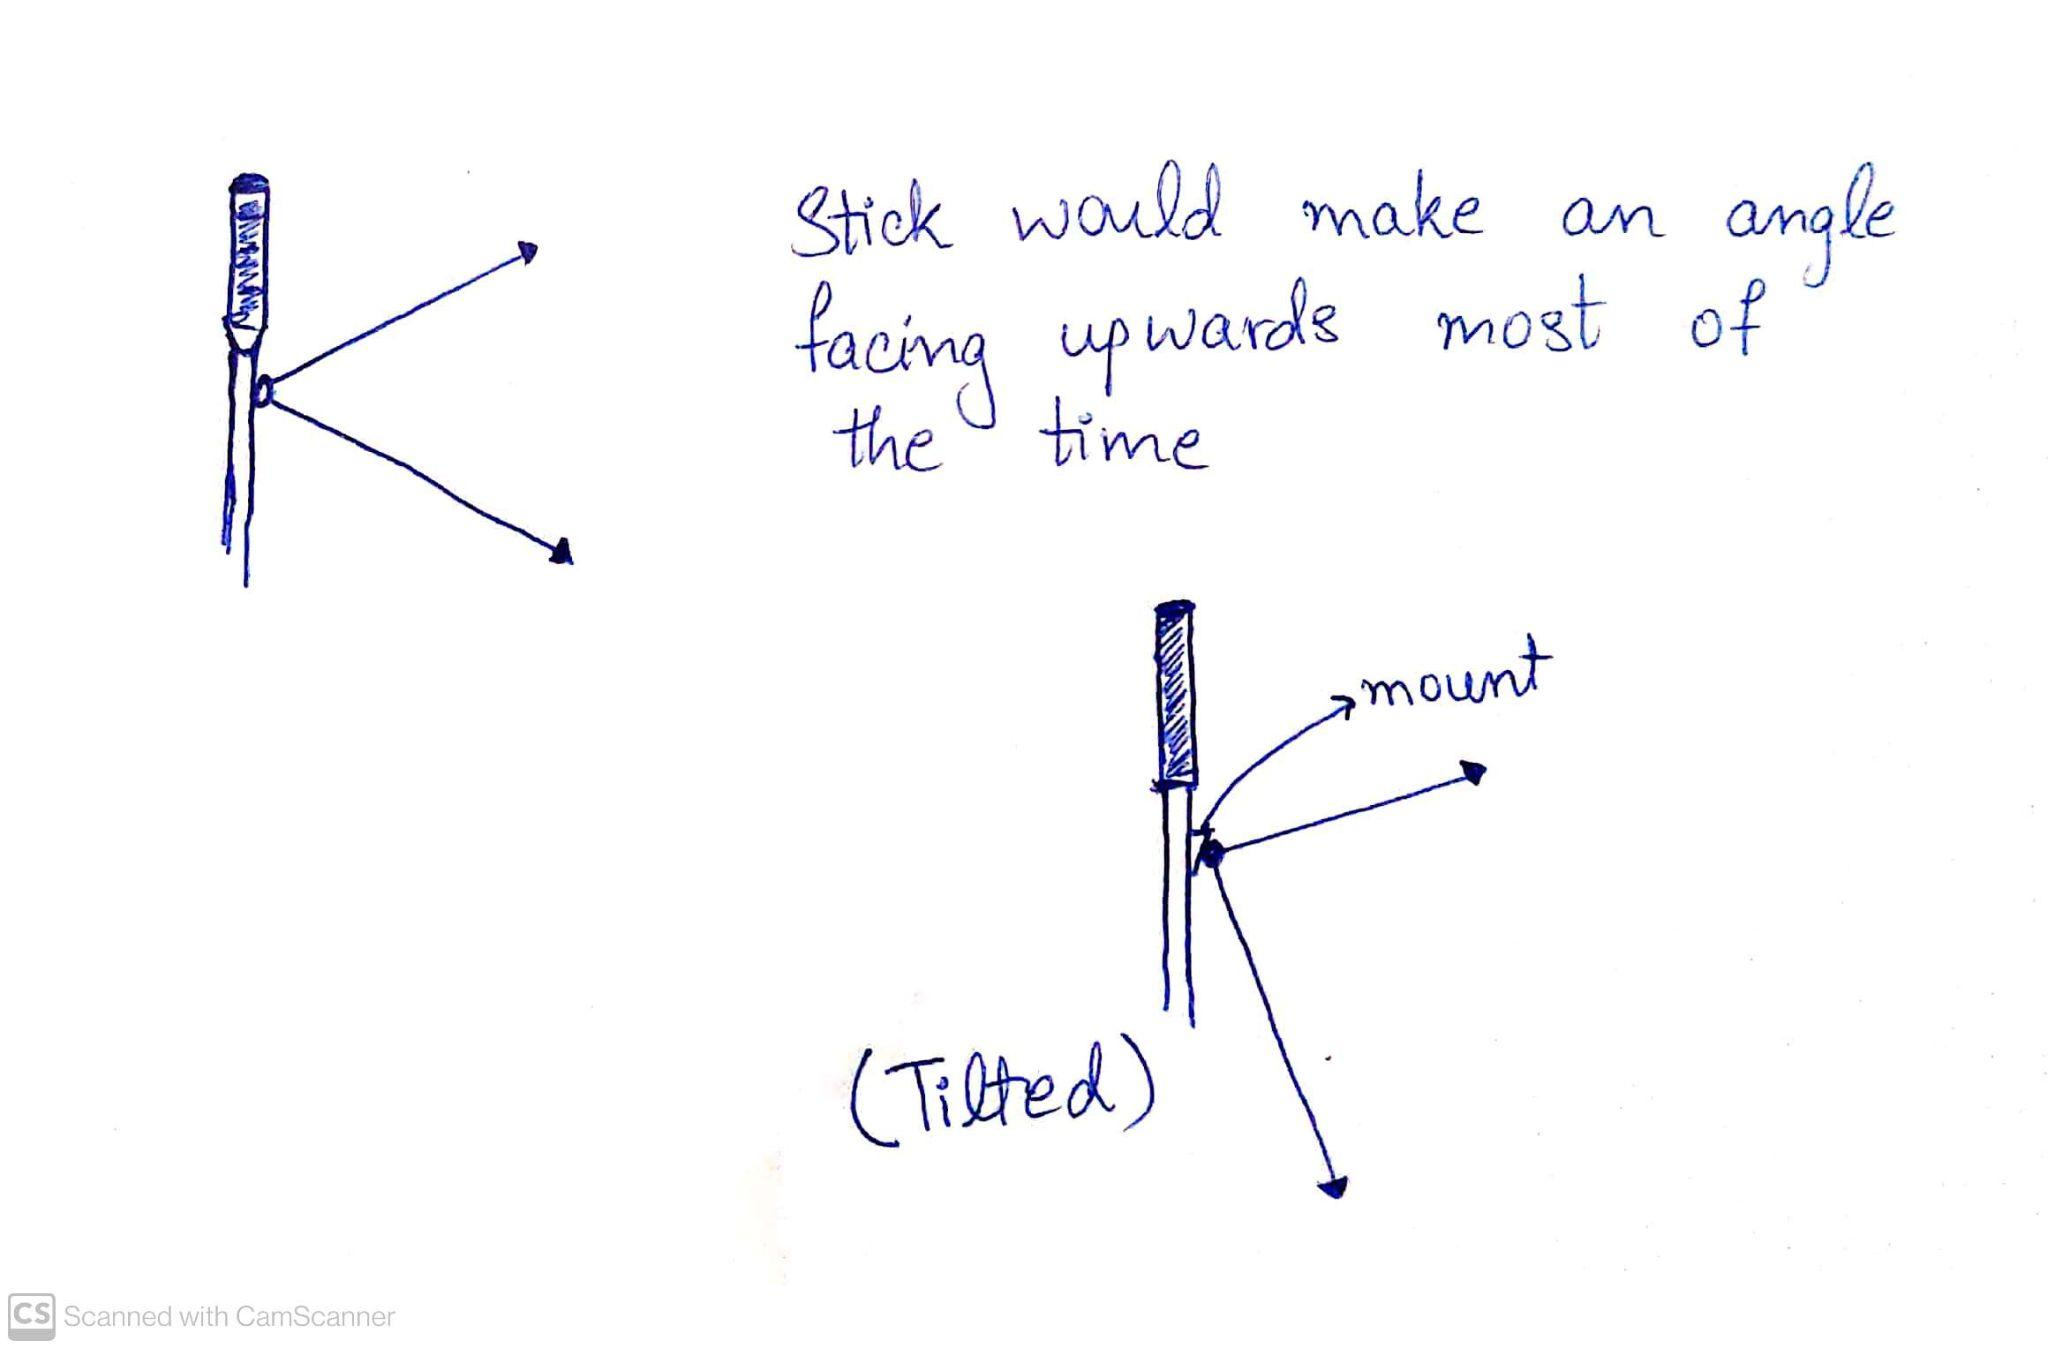 Stick would make an angle
facing upwards most of
the time
mount
(Tilted)
CS Scanned with CamScanner